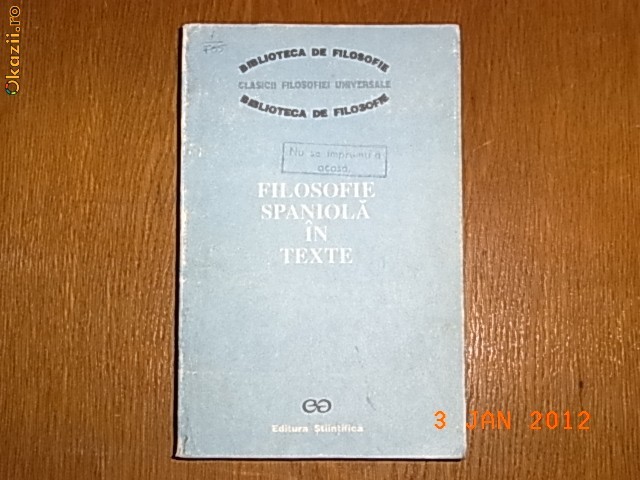 Okazii.ro
BIBLIOTECA DE FILOSOFIE
CLASICII FILOSOFIEI UNIVERSALE
BIBLIOTECA DE FILOSOFIE
Nu se împrumută
acasă.
FILOSOFIE
SPANIOLĂ
ÎN
TEXTE
Editura Științifică
3 JAN 2012